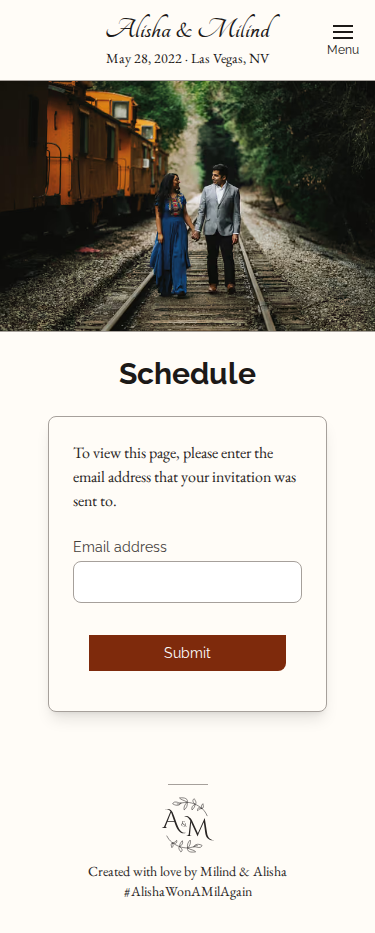 Alisha & Milind
May 28, 2022 · Las Vegas, NV
Menu
Schedule
To view this page, please enter the
email address that your invitation was
sent to.
Email address
Submit
A&M
Created with love by Milind & Alisha
#AlishaWonAMilAgain